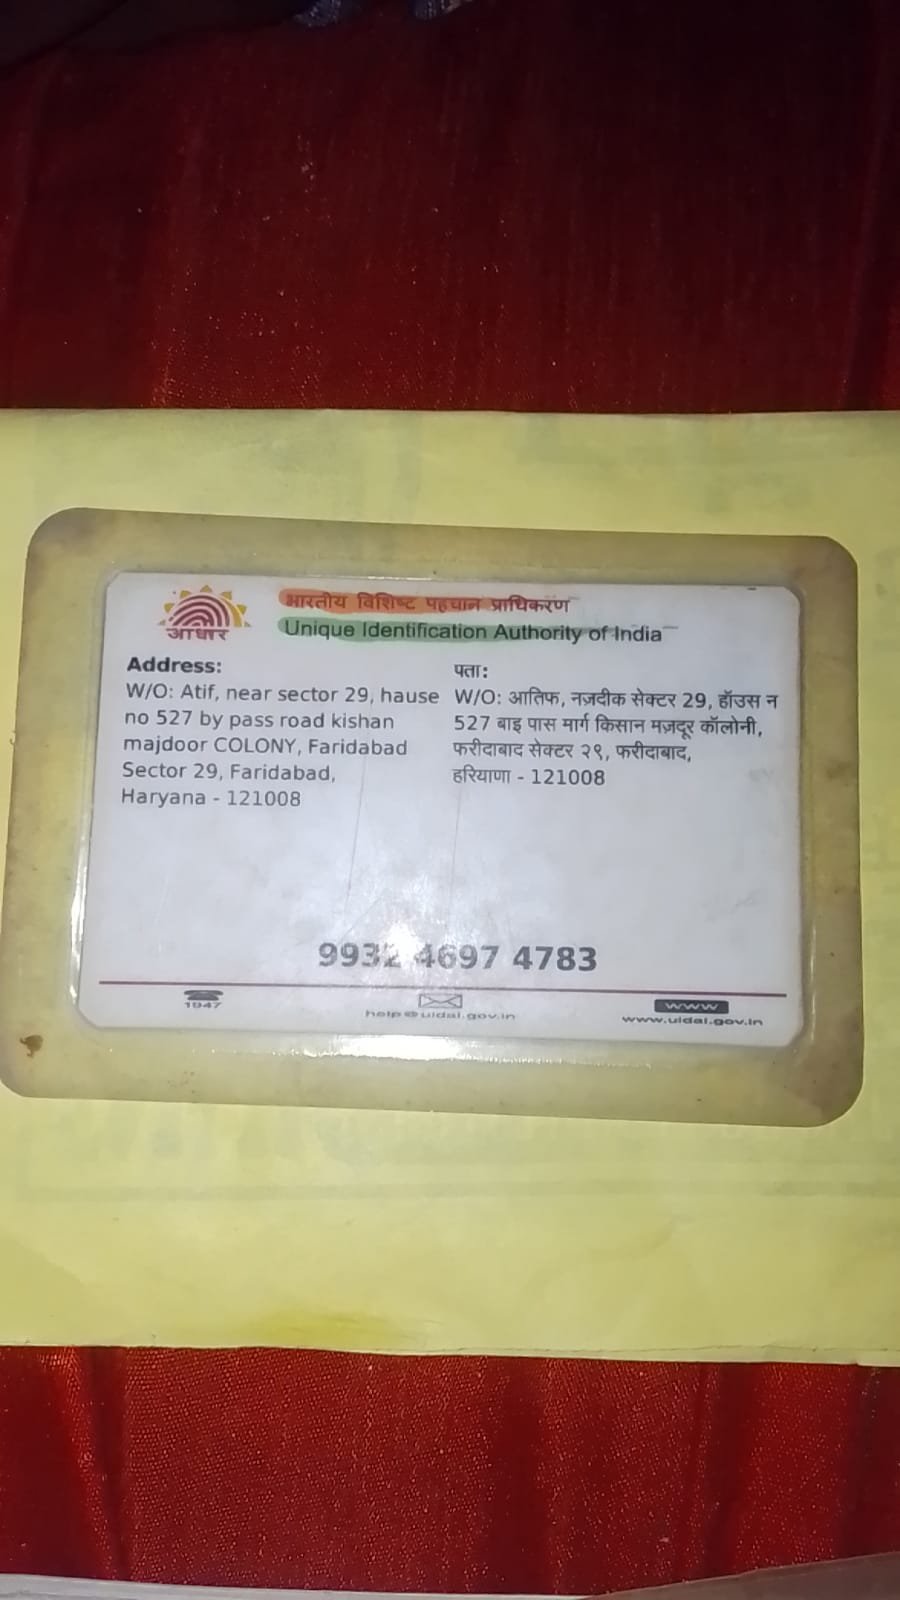 भारतीय विशिष्ट पहचान प्राधिकरण
Unique Identification Authority of India
आधार
Address:
W/O: Atif, near sector 29, hause
no 527 by pass road kishan
majdoor COLONY, Faridabad
Sector 29, Faridabad,
Haryana - 121008
पता:
W/O: आतिफ, नज़दीक सेक्टर 29, हॉउस न
527 बाइ पास मार्ग किसान मज़दूर कॉलोनी,
फरीदाबाद सेक्टर २९, फरीदाबाद,
हरियाणा - 121008
9932 4697 4783
1947
help@uidai.gov.in
www
www.uidai.gov.in